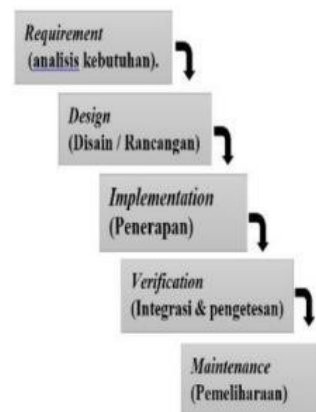 Requirement
(analisis kebutuhan).
Design
(Disain / Rancangan)
Implementation
(Penerapan)
Verification
(Integrasi & pengetesan)
Maintenance
(Pemeliharaan)